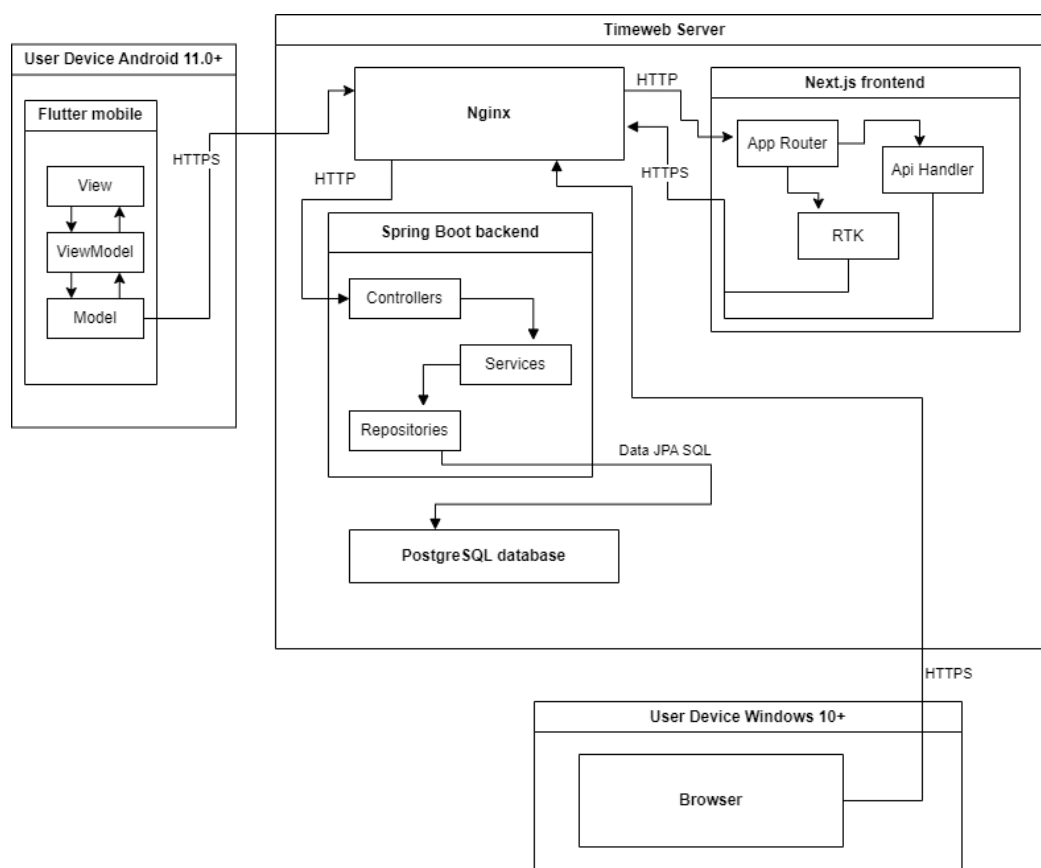 Timeweb Server
User Device Android 11.0+
Flutter mobile
View
ViewModel
Model
HTTPS
Nginx
HTTP
HTTP
HTTPS
Next.js frontend
App Router
Api Handler
RTK
Spring Boot backend
Controllers
Services
Repositories
Data JPA SQL
PostgreSQL database
HTTPS
User Device Windows 10+
Browser